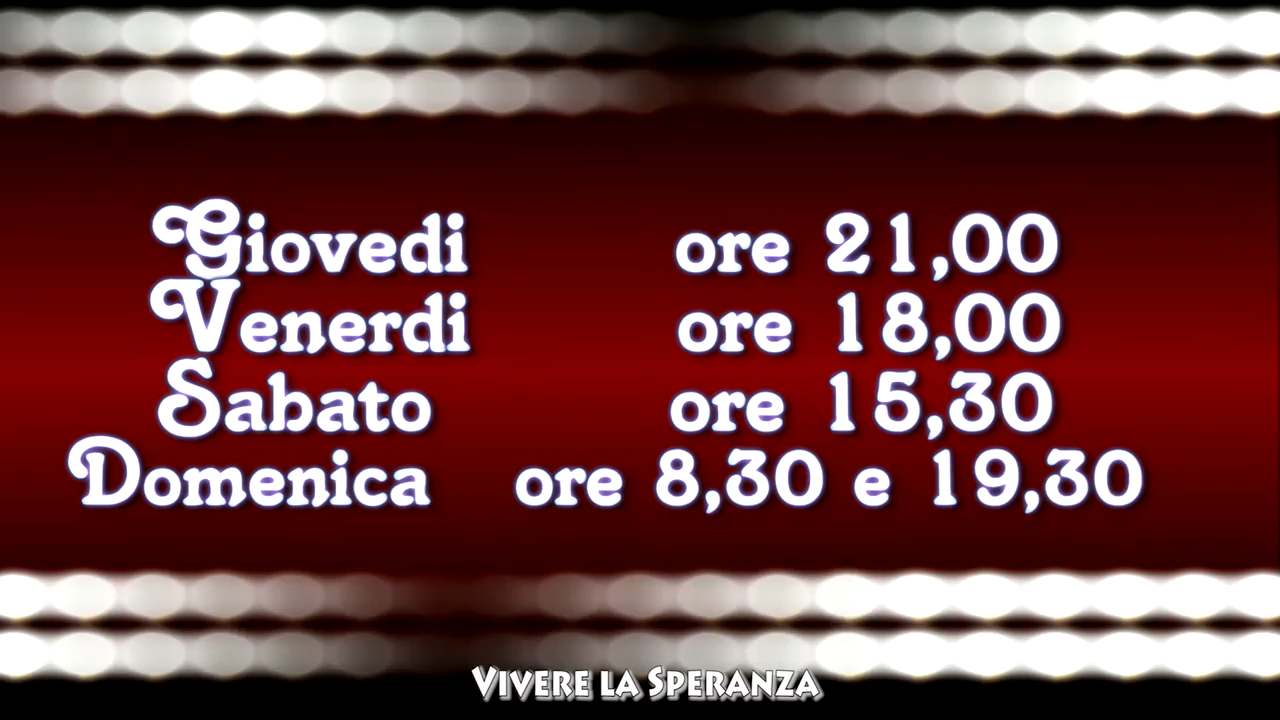 Giovedi ore 21,00
Venerdi ore 18,00
Sabato ore 15,30
Domenica ore 8,30 e 19,30
Vivere la Speranza